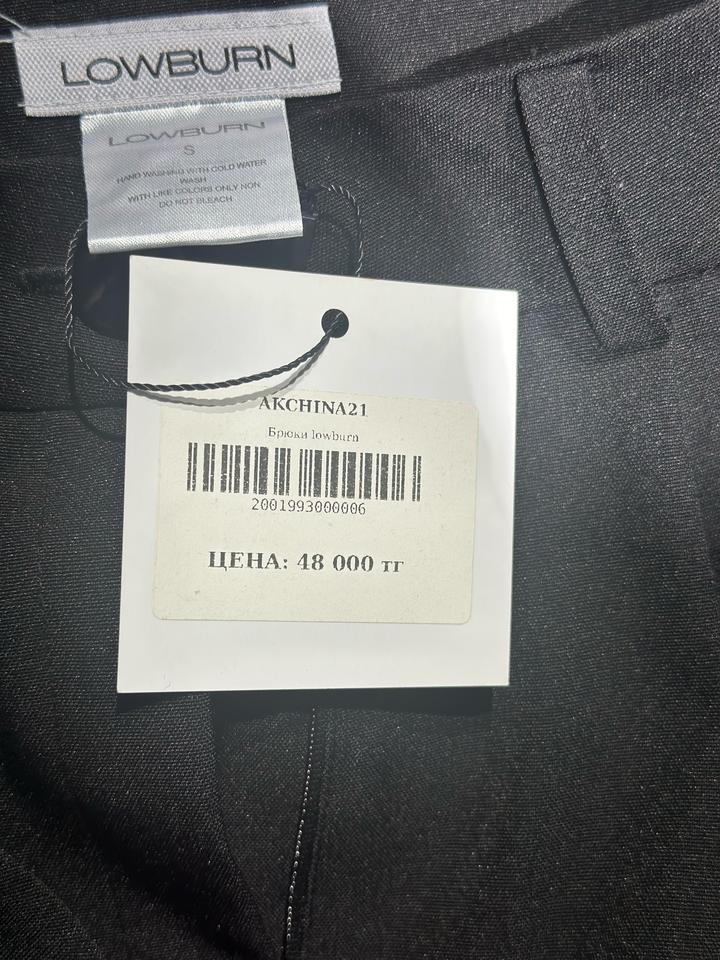 LOWBURN
LOWBURN
S
HAND WASHING WITH COLD WATER
WASH
WITH LIKE COLORS ONLY NON
DO NOT BLEACH
AKCHINA21
Брюки lowburn
2001993000006
ЦЕНА: 48 000 тг